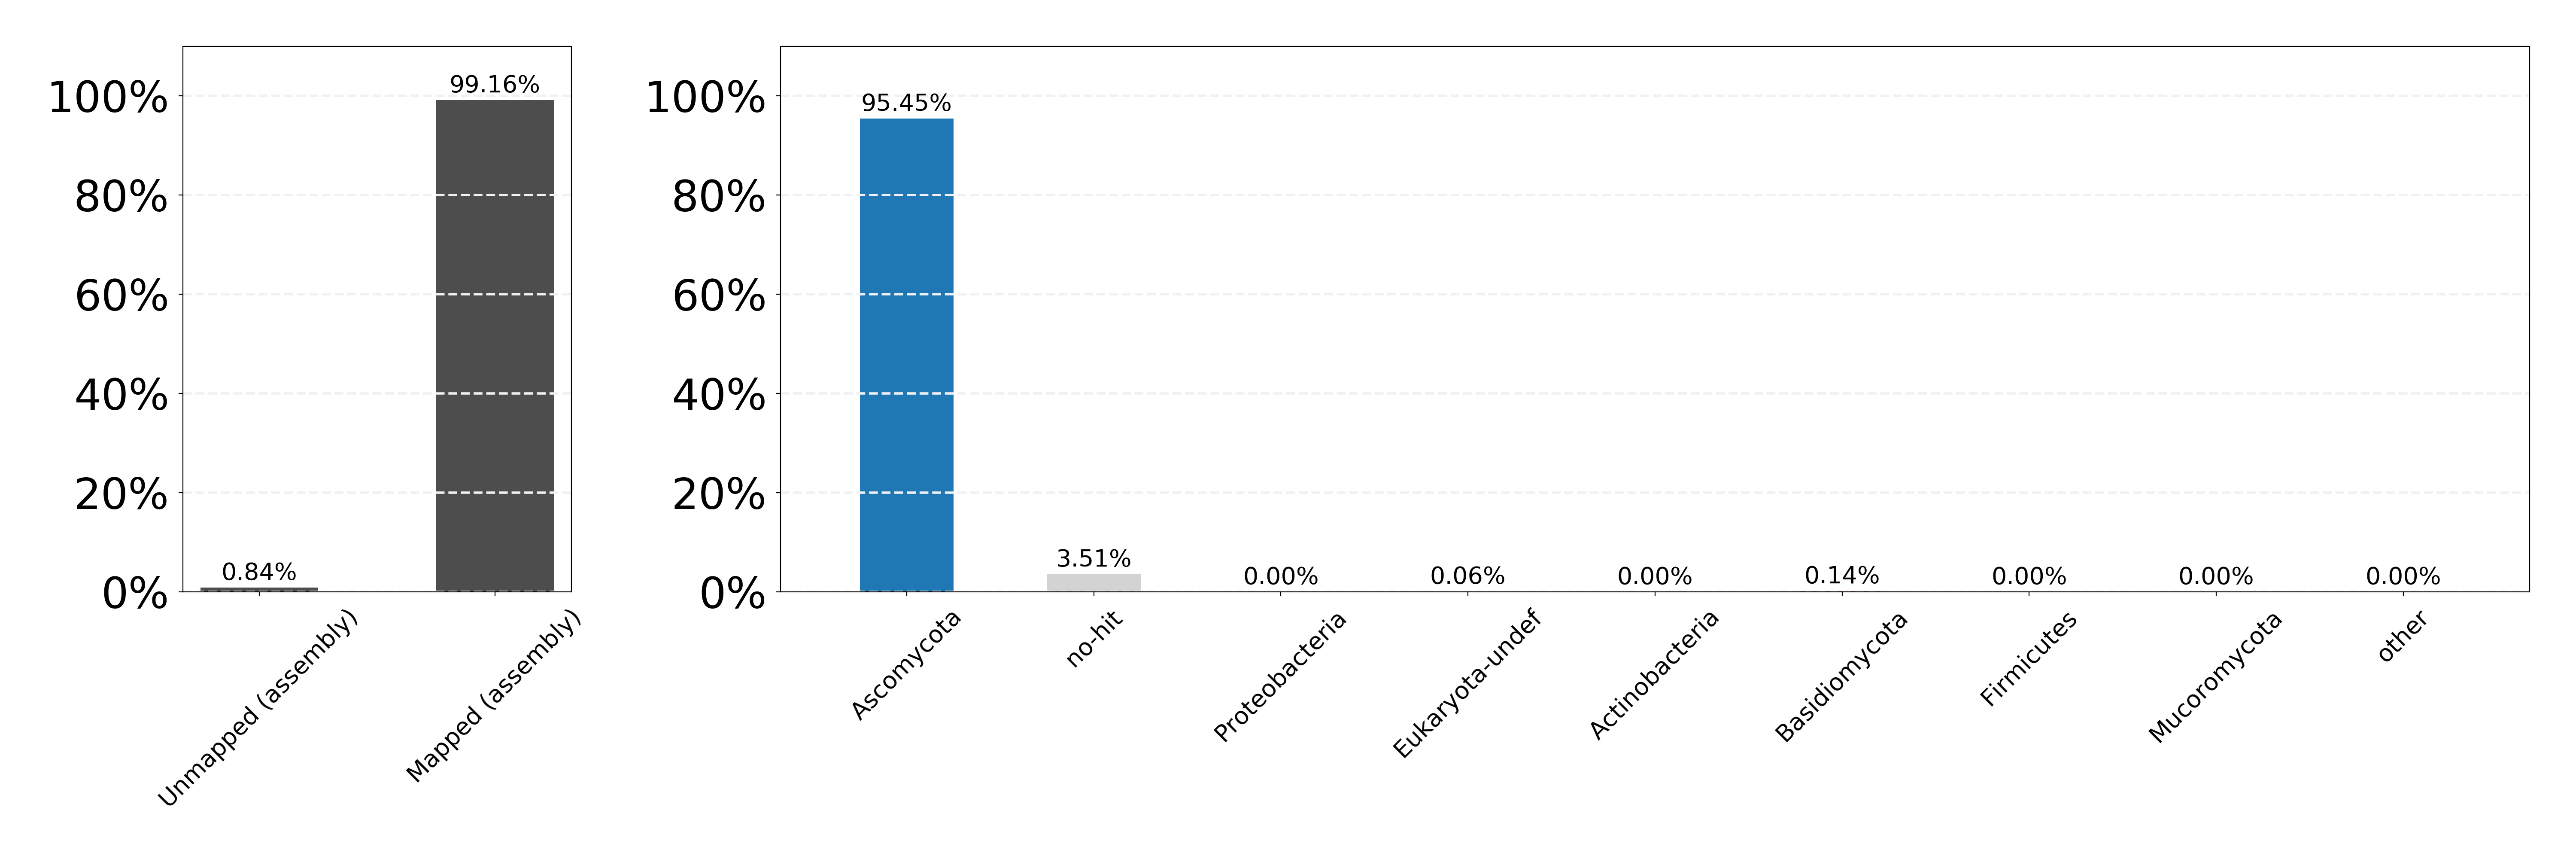 100%
80%
60%
40%
20%
0%
0.84%
99.16%
Unmapped (assembly)
Mapped (assembly)
100%
80%
60%
40%
20%
0%
95.45%
3.51%
0.00%
0.06%
0.00%
0.14%
0.00%
0.00%
0.00%
Ascomycota
no-hit
Proteobacteria
Eukaryota-undef
Actinobacteria
Basidiomycota
Firmicutes
Mucoromycota
other